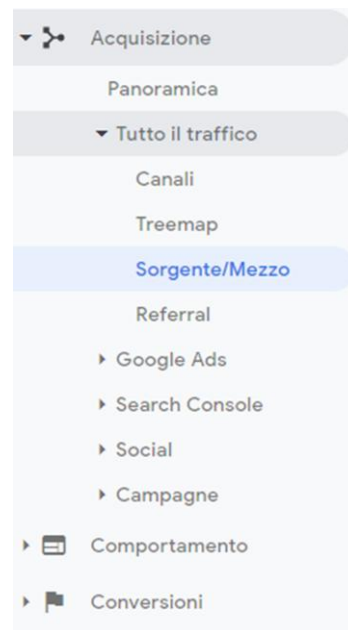 Acquisizione
Panoramica
Tutto il traffico
Canali
Treemap
Sorgente/Mezzo
Referral
Google Ads
Search Console
Social
Campagne
Comportamento
Conversioni